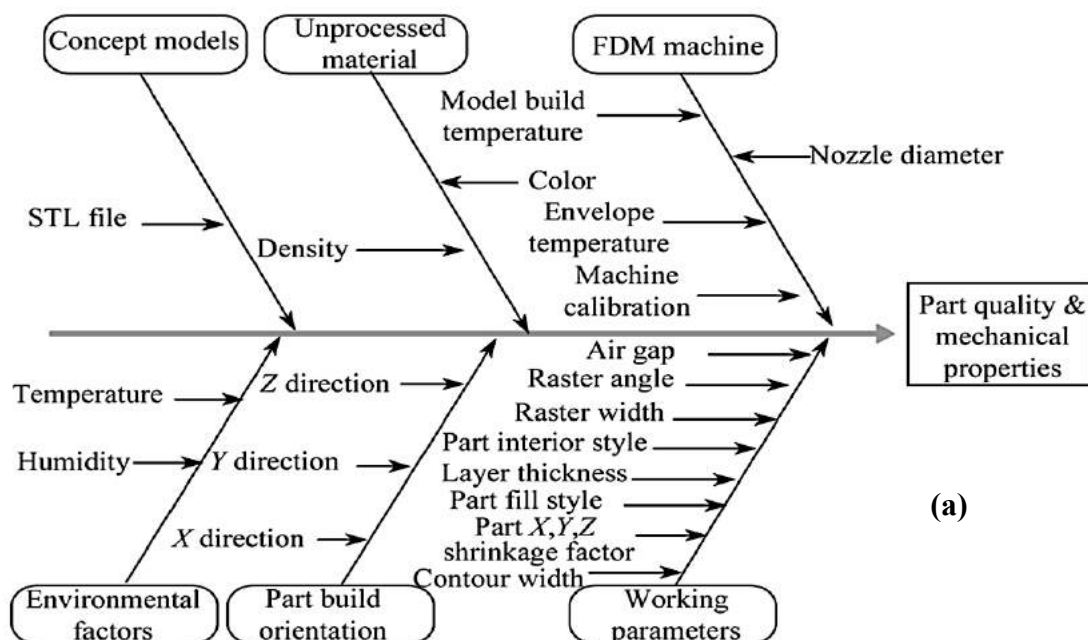 Concept models
Unprocessed
material
FDM machine
Model build
temperature
Nozzle diameter
Color
STL file
Envelope
temperature
Density
Machine
calibration
Part quality &
mechanical
properties
Air gap
Z direction
Raster angle
Temperature
Raster width
Part interior style
Humidity
Y direction
Layer thickness
Part fill style
(a)
Part X,Y,Z
shrinkage factor
X direction
Contour width
Environmental
factors
Part build
orientation
Working
parameters